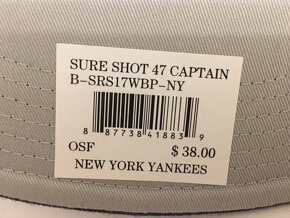 SURE SHOT 47 CAPTAIN
B-SRS17WBP-NY
8 87738 41883 9
OSF $ 38.00
NEW YORK YANKEES